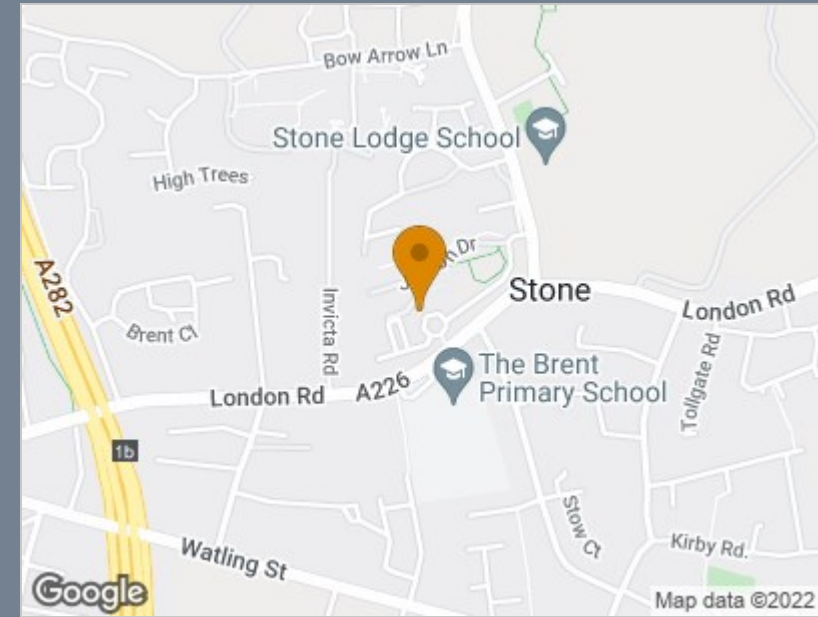 Bow Arrow Ln
Stone Lodge School
High Trees
A282
Stone
London Rd
Invicta Rd
Brent Ct
Tollgate Rd
The Brent
Primary School
London Rd
A226
1b
Stow Ct
Watling St
Kirby Rd.
Google
Map data ©2022